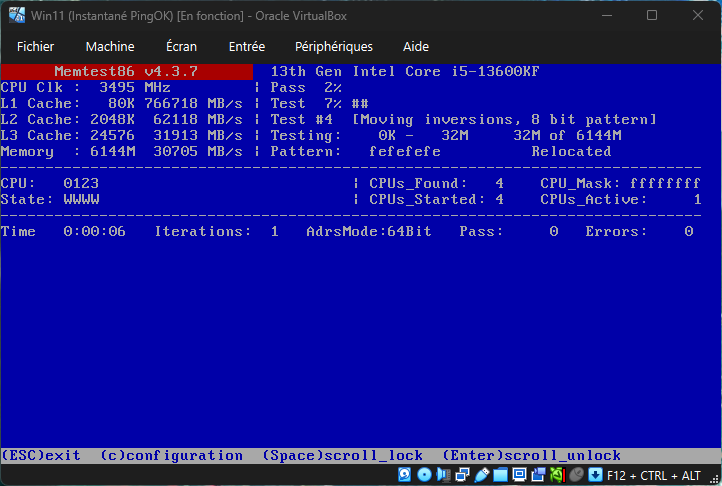 Win11 (Instantané PingOK) [En fonction] - Oracle VirtualBox
Fichier Machine Écran Entrée Périphériques Aide
Memtest86 v4.3.7 | 13th Gen Intel Core i5-13600KF
CPU Clk : 3495 MHz | Pass 2%
L1 Cache: 80K 766718 MB/s | Test 7% ##
L2 Cache: 2048K 62118 MB/s | Test #4 [Moving inversions, 8 bit pattern]
L3 Cache: 24576 31913 MB/s | Testing: 0K - 32M 32M of 6144M
Memory : 6144M 30705 MB/s | Pattern: fefefefe Relocated
CPU: 0123 | CPUs_Found: 4 CPU_Mask: ffffffff
State: WWWW | CPUs_Started: 4 CPUs_Active: 1
Time 0:00:06 Iterations: 1 AdrsMode:64Bit Pass: 0 Errors: 0
(ESC)exit (c)configuration (Space)scroll_lock (Enter)scroll_unlock
F12 + CTRL + ALT